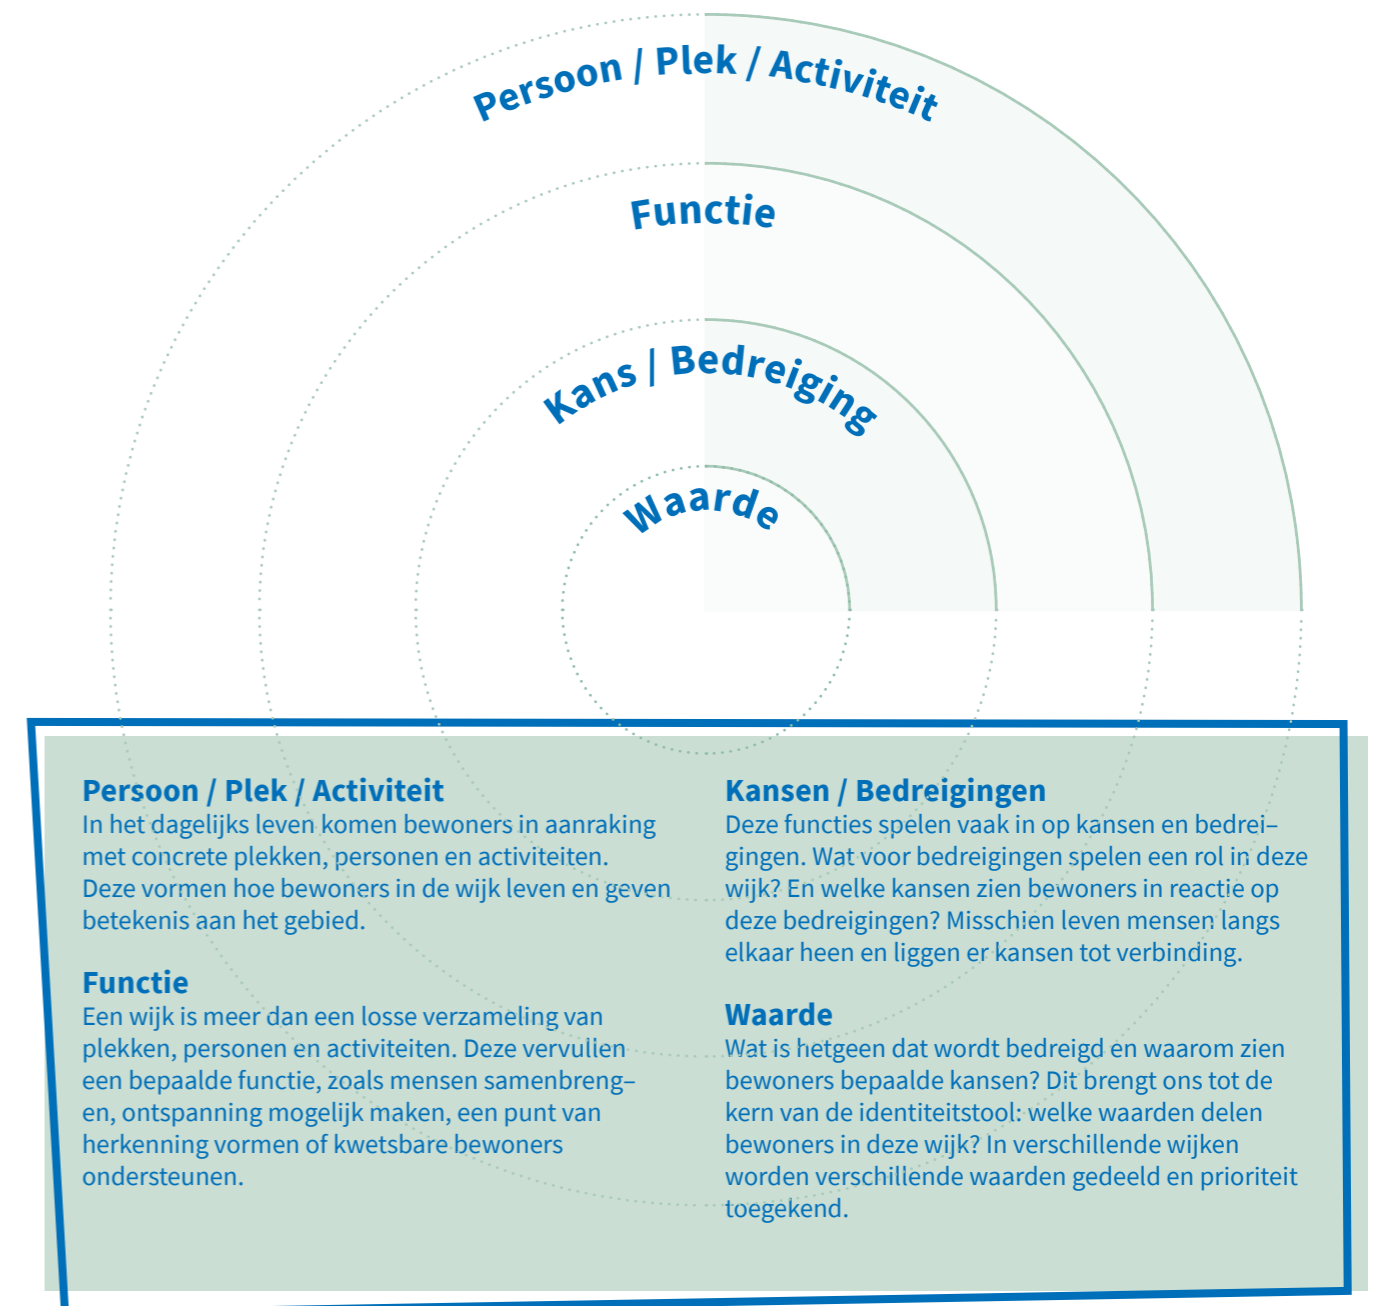 Persoon / Plek / Activiteit
Functie
Kans / Bedreiging
Waarde
Persoon / Plek / Activiteit
In het dagelijks leven komen bewoners in aanraking
met concrete plekken, personen en activiteiten.
Deze vormen hoe bewoners in de wijk leven en geven
betekenis aan het gebied.
Functie
Een wijk is meer dan een losse verzameling van
plekken, personen en activiteiten. Deze vervullen
een bepaalde functie, zoals mensen samenbreng–
en, ontspanning mogelijk maken, een punt van
herkenning vormen of kwetsbare bewoners
ondersteunen.
Kansen / Bedreigingen
Deze functies spelen vaak in op kansen en bedrei–
gingen. Wat voor bedreigingen spelen een rol in deze
wijk? En welke kansen zien bewoners in reactie op
deze bedreigingen? Misschien leven mensen langs
elkaar heen en liggen er kansen tot verbinding.
Waarde
Wat is hetgeen dat wordt bedreigd en waarom zien
bewoners bepaalde kansen? Dit brengt ons tot de
kern van de identiteitstool: welke waarden delen
bewoners in deze wijk? In verschillende wijken
worden verschillende waarden gedeeld en prioriteit
toegekend.